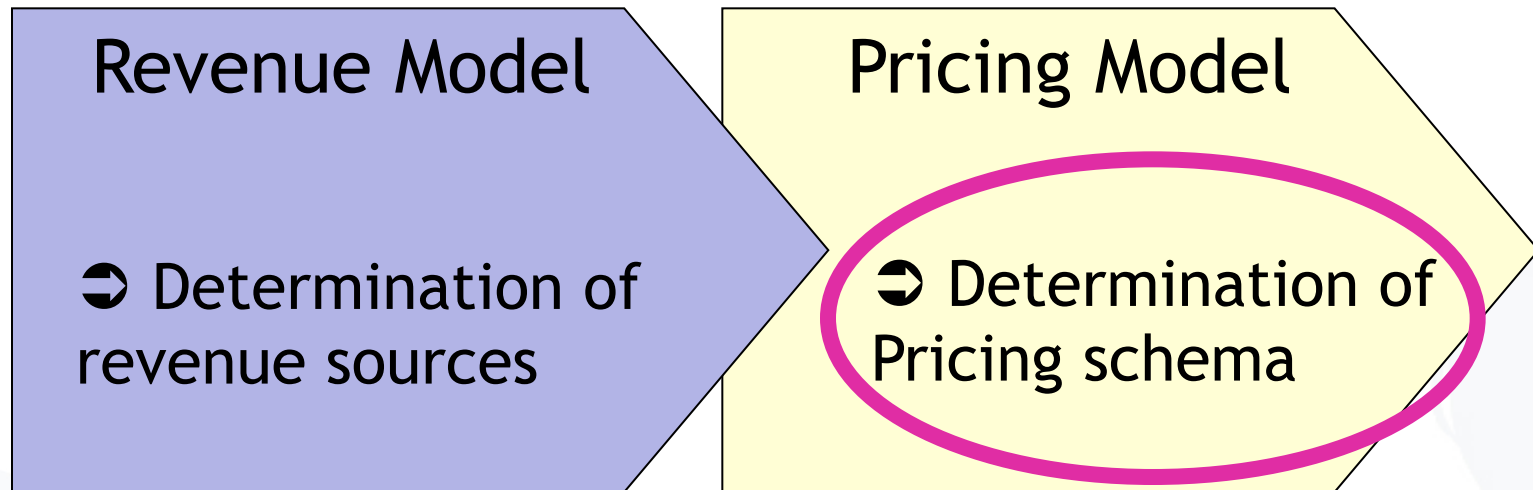 Revenue Model
➲ Determination of
revenue sources
Pricing Model
➲ Determination of
Pricing schema